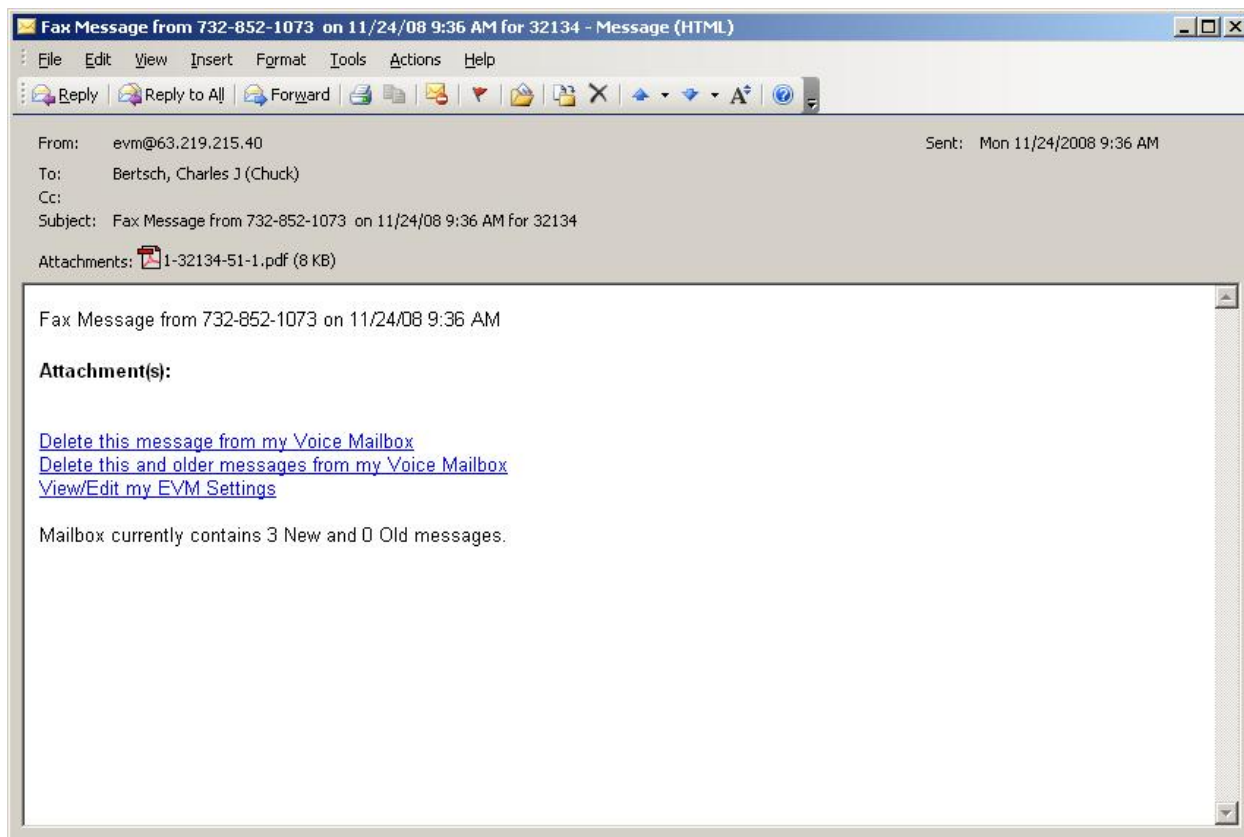 Fax Message from 732-852-1073 on 11/24/08 9:36 AM for 32134 - Message (HTML)
File Edit View Insert Format Tools Actions Help
Reply Reply to All Forward
From: evm@63.219.215.40 Sent: Mon 11/24/2008 9:36 AM
To: Bertsch, Charles J (Chuck)
Cc:
Subject: Fax Message from 732-852-1073 on 11/24/08 9:36 AM for 32134
Attachments: 1-32134-51-1.pdf (8 KB)
Fax Message from 732-852-1073 on 11/24/08 9:36 AM
Attachment(s):
Delete this message from my Voice Mailbox
Delete this and older messages from my Voice Mailbox
View/Edit my EVM Settings
Mailbox currently contains 3 New and 0 Old messages.